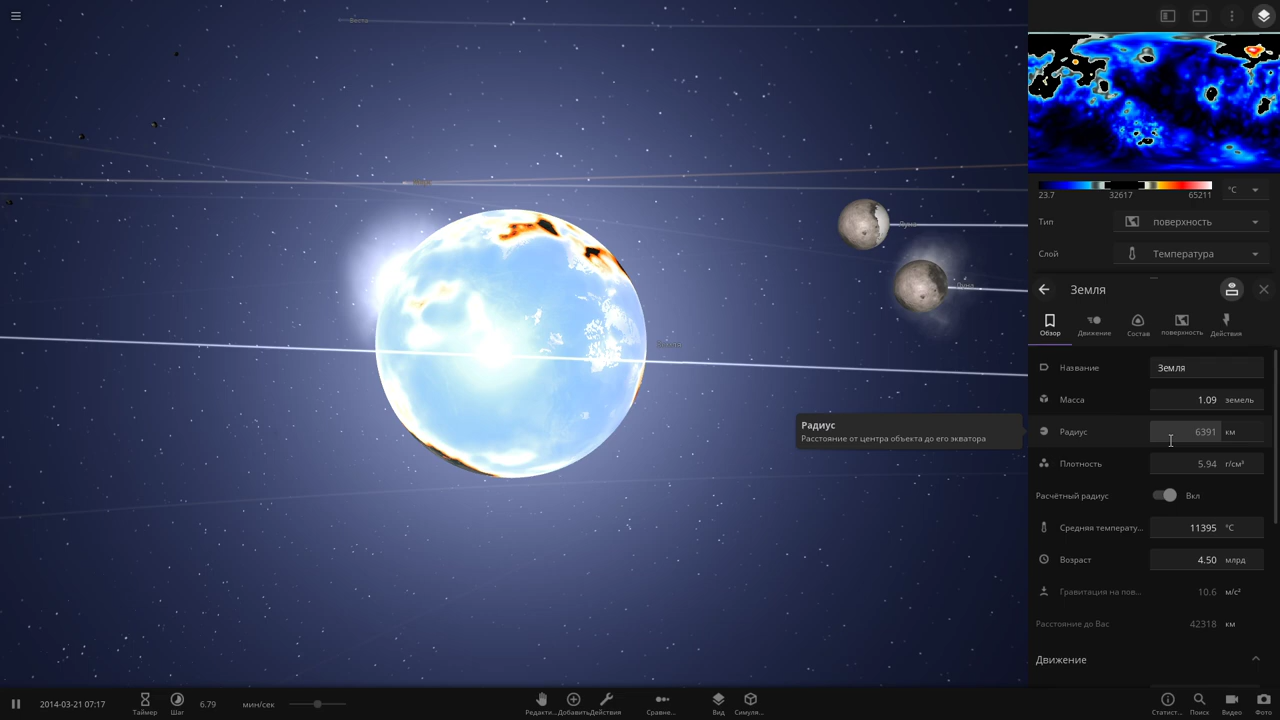 Веста
Луна
Луна
Радиус
Расстояние от центра объекта до его экватора
23.7
32617
65211
°C
Тип
поверхность
Слой
Температура
Земля
Обзор
Движение
Состав
поверхность
Действия
Название
Земля
Масса
1.09 земель
Радиус
6391 км
Плотность
5.94 г/см³
Расчётный радиус
Вкл
Средняя температу...
11395 °C
Возраст
4.50 млрд
Гравитация на пов...
10.6 м/с²
Расстояние до Вас
42318 км
Движение
2014-03-21 07:17
Таймер
Шаг
6.79
мин/сек
Редакти...
Добавить
Действия
Сравне...
Вид
Симуля...
Статист...
Поиск
Видео
Фото